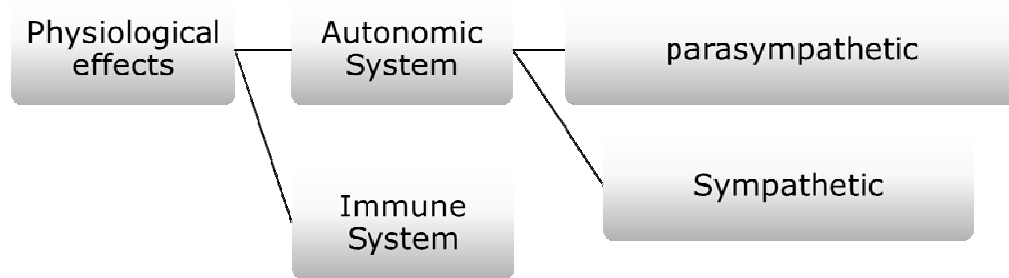 Physiological
effects
Autonomic
System
parasympathetic
Sympathetic
Immune
System